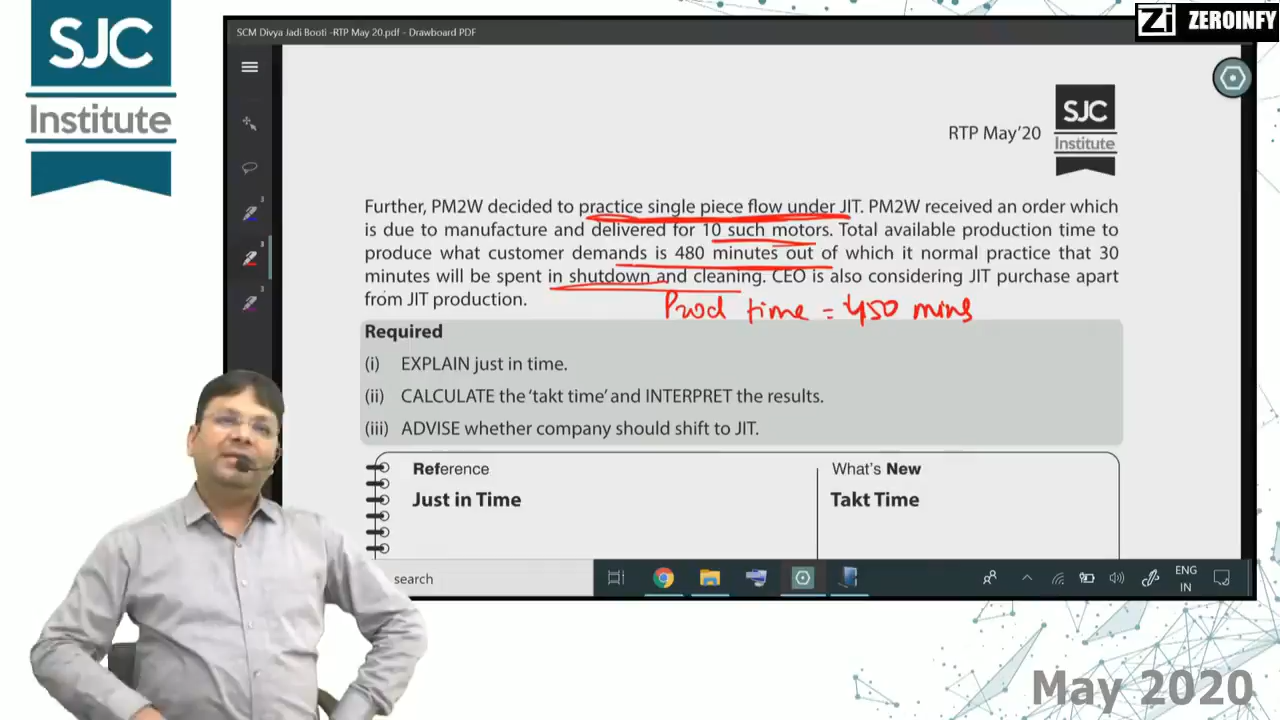 SJC
Institute
SCM Divya Jadi Booti -RTP May 20.pdf - Drawboard PDF
Zi ZEROINFY
RTP May'20
SJC
Institute
Further, PM2W decided to practice single piece flow under JIT. PM2W received an order which
is due to manufacture and delivered for 10 such motors. Total available production time to
produce what customer demands is 480 minutes out of which it normal practice that 30
minutes will be spent in shutdown and cleaning. CEO is also considering JIT purchase apart
from JIT production.
Prod time = 450 mins
Required
(i) EXPLAIN just in time.
(ii) CALCULATE the 'takt time' and INTERPRET the results.
(iii) ADVISE whether company should shift to JIT.
Reference
What's New
Just in Time
Takt Time
search
ENG
IN
May 2020